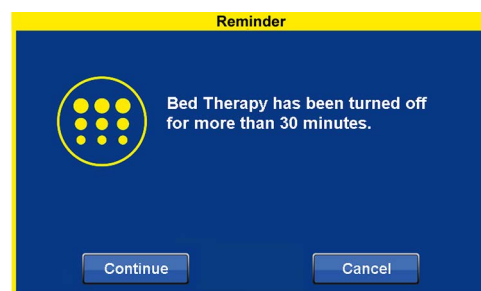 Reminder
Bed Therapy has been turned off
for more than 30 minutes.
Continue
Cancel